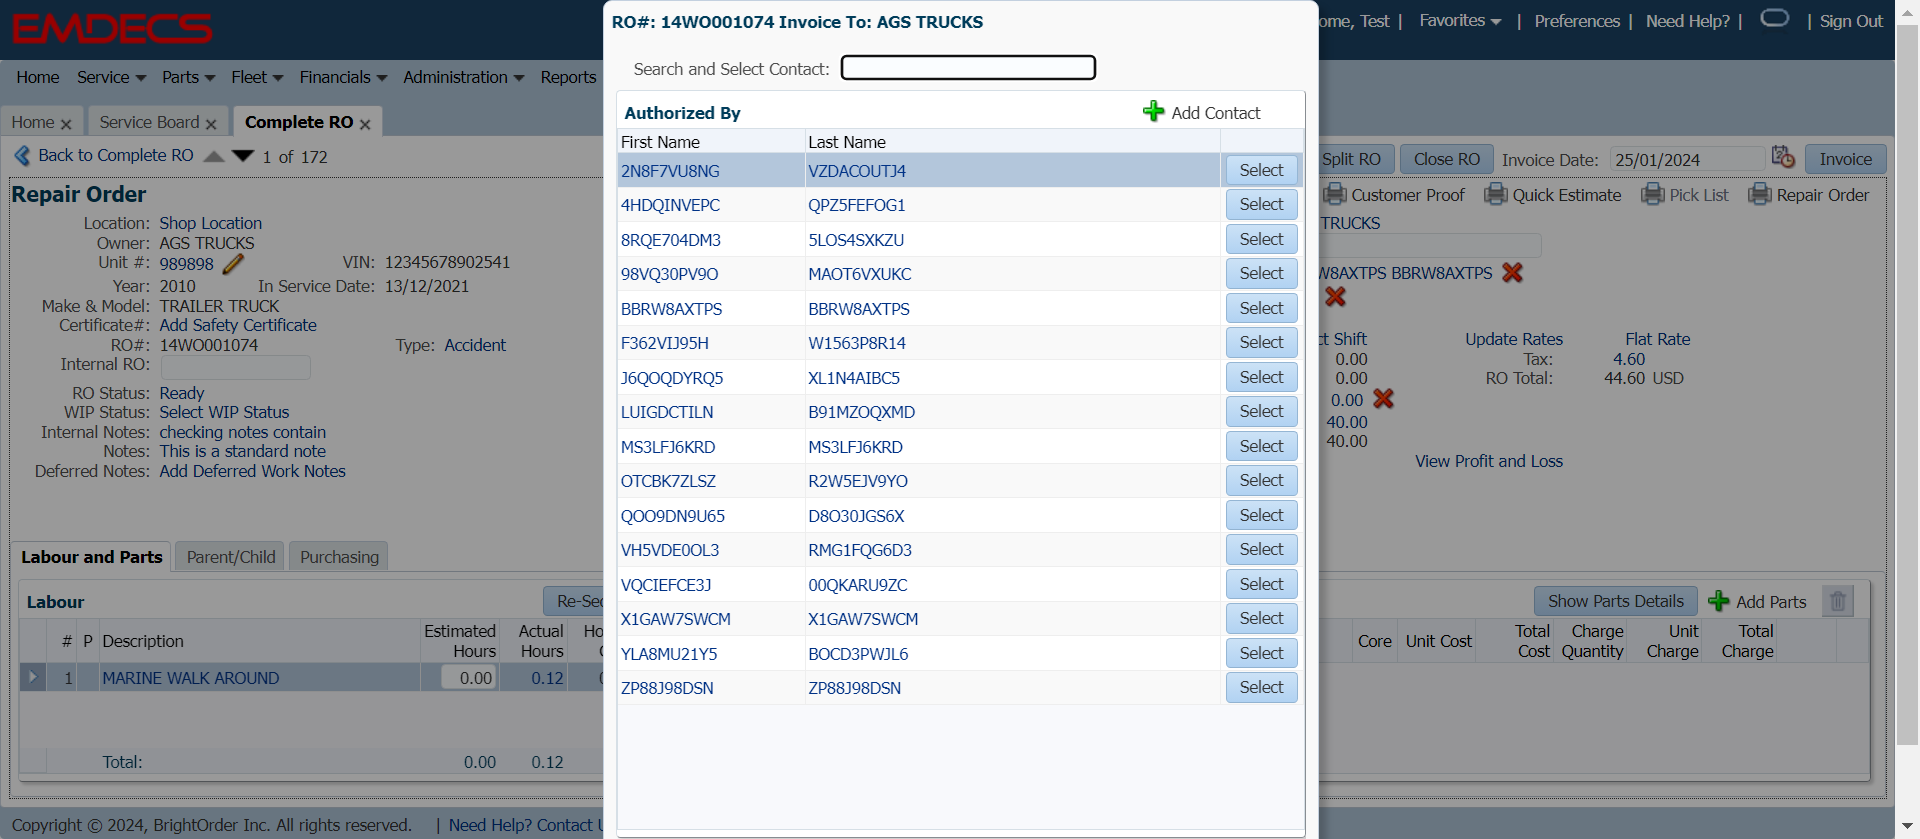 EMDECS
ome, Test | Favorites | Preferences | Need Help? | | Sign Out
Home Service Parts Fleet Financials Administration Reports
Home Service Board Complete RO
Back to Complete RO 1 of 172
Repair Order
Location: Shop Location
Owner: AGS TRUCKS
Unit #: 989898 VIN: 12345678902541
Year: 2010 In Service Date: 13/12/2021
Make & Model: TRAILER TRUCK
Certificate#: Add Safety Certificate
RO#: 14WO001074 Type: Accident
Internal RO:
RO Status: Ready
WIP Status: Select WIP Status
Internal Notes: checking notes contain
Notes: This is a standard note
Deferred Notes: Add Deferred Work Notes
Labour and Parts Parent/Child Purchasing
Labour Re-Sec
# P Description Estimated Hours Actual Hours Ho
1 MARINE WALK AROUND 0.00 0.12
Total: 0.00 0.12
RO#: 14WO001074 Invoice To: AGS TRUCKS
Search and Select Contact:
Authorized By Add Contact
First Name Last Name
2N8F7VU8NG VZDACOUTJ4 Select
4HDQINVEPC QPZ5FEFOG1 Select
8RQE704DM3 5LOS4SXKZU Select
98VQ30PV9O MAOT6VXUKC Select
BBRW8AXTPS BBRW8AXTPS Select
F362VIJ95H W1563P8R14 Select
J6QOQDYRQ5 XL1N4AIBC5 Select
LUIGDCTILN B91MZOQXMD Select
MS3LFJ6KRD MS3LFJ6KRD Select
OTCBK7ZLSZ R2W5EJV9YO Select
QOO9DN9U65 D8O30JGS6X Select
VH5VDE0OL3 RMG1FQG6D3 Select
VQCIEFCE3J 00QKARU9ZC Select
X1GAW7SWCM X1GAW7SWCM Select
YLA8MU21Y5 BOCD3PWJL6 Select
ZP88J98DSN ZP88J98DSN Select
Split RO Close RO Invoice Date: 25/01/2024 Invoice
Customer Proof Quick Estimate Pick List Repair Order
TRUCKS
W8AXTPS BBRW8AXTPS
ct Shift Update Rates Flat Rate
0.00 Tax: 4.60
0.00 RO Total: 44.60 USD
0.00
40.00
40.00
View Profit and Loss
Show Parts Details Add Parts
Core Unit Cost Total Cost Charge Quantity Unit Charge Total Charge
Copyright © 2024, BrightOrder Inc. All rights reserved. | Need Help? Contact U